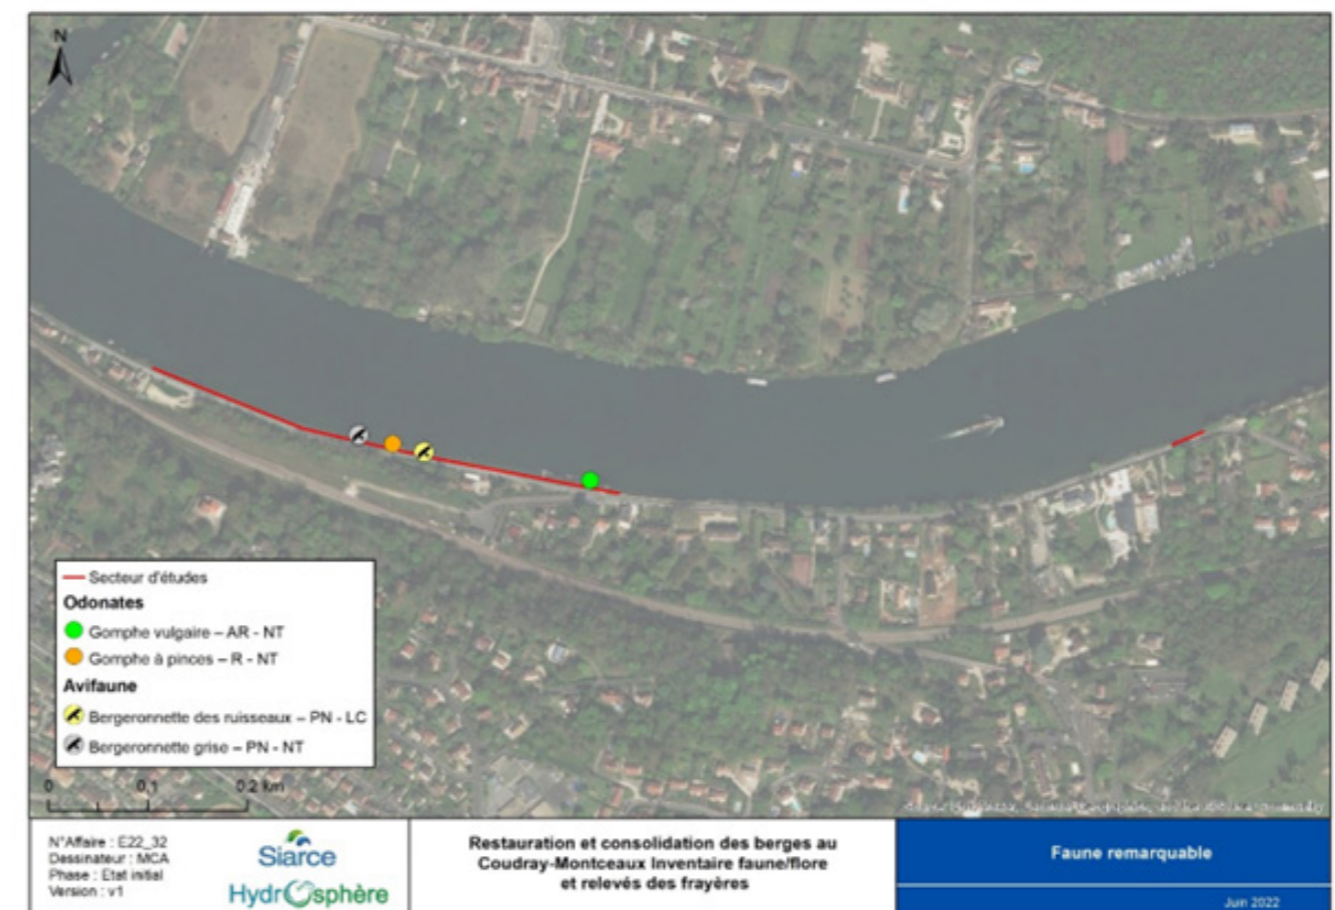 N
Secteur d'études
Odonates
Gomphe vulgaire – AR - NT
Gomphe à pinces – R - NT
Avifaune
Bergeronnette des ruisseaux – PN - LC
Bergeronnette grise – PN - NT
0 0,1 0.2 km
N°Affaire : E22_32
Dessinateur : MCA
Phase : Etat initial
Version : v1
Siarce
HydrOsphère
Restauration et consolidation des berges au
Coudray-Montceaux Inventaire faune/flore
et relevés des frayères
Faune remarquable
Juin 2022